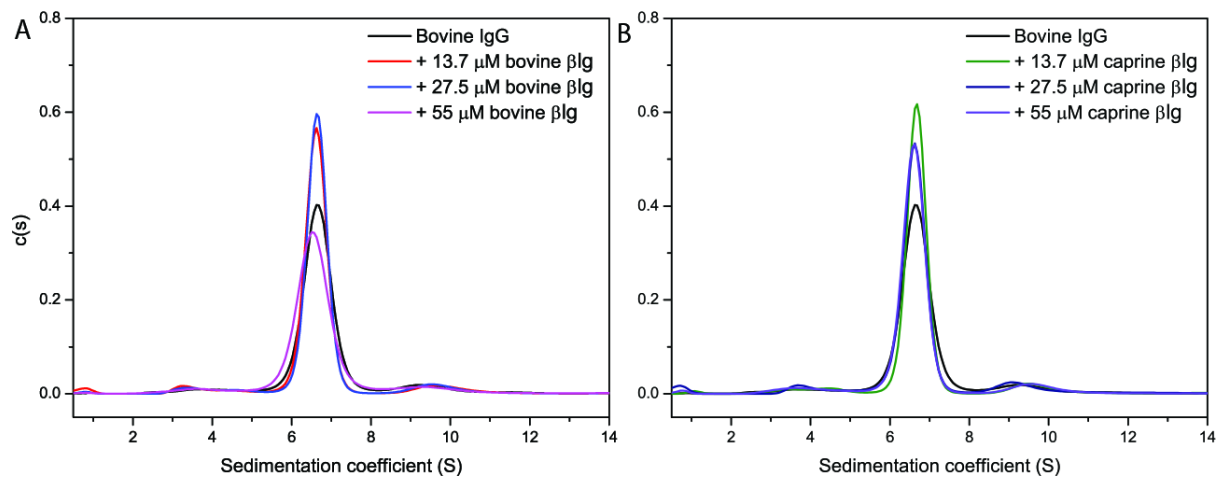 A
Bovine IgG
+ 13.7 μM bovine βlg
+ 27.5 μM bovine βlg
+ 55 μM bovine βlg
0.8
0.6
0.4
0.2
0.0
c(s)
2 4 6 8 10 12 14
Sedimentation coefficient (S)
B
Bovine IgG
+ 13.7 μM caprine βlg
+ 27.5 μM caprine βlg
+ 55 μM caprine βlg
0.8
0.6
0.4
0.2
0.0
2 4 6 8 10 12 14
Sedimentation coefficient (S)